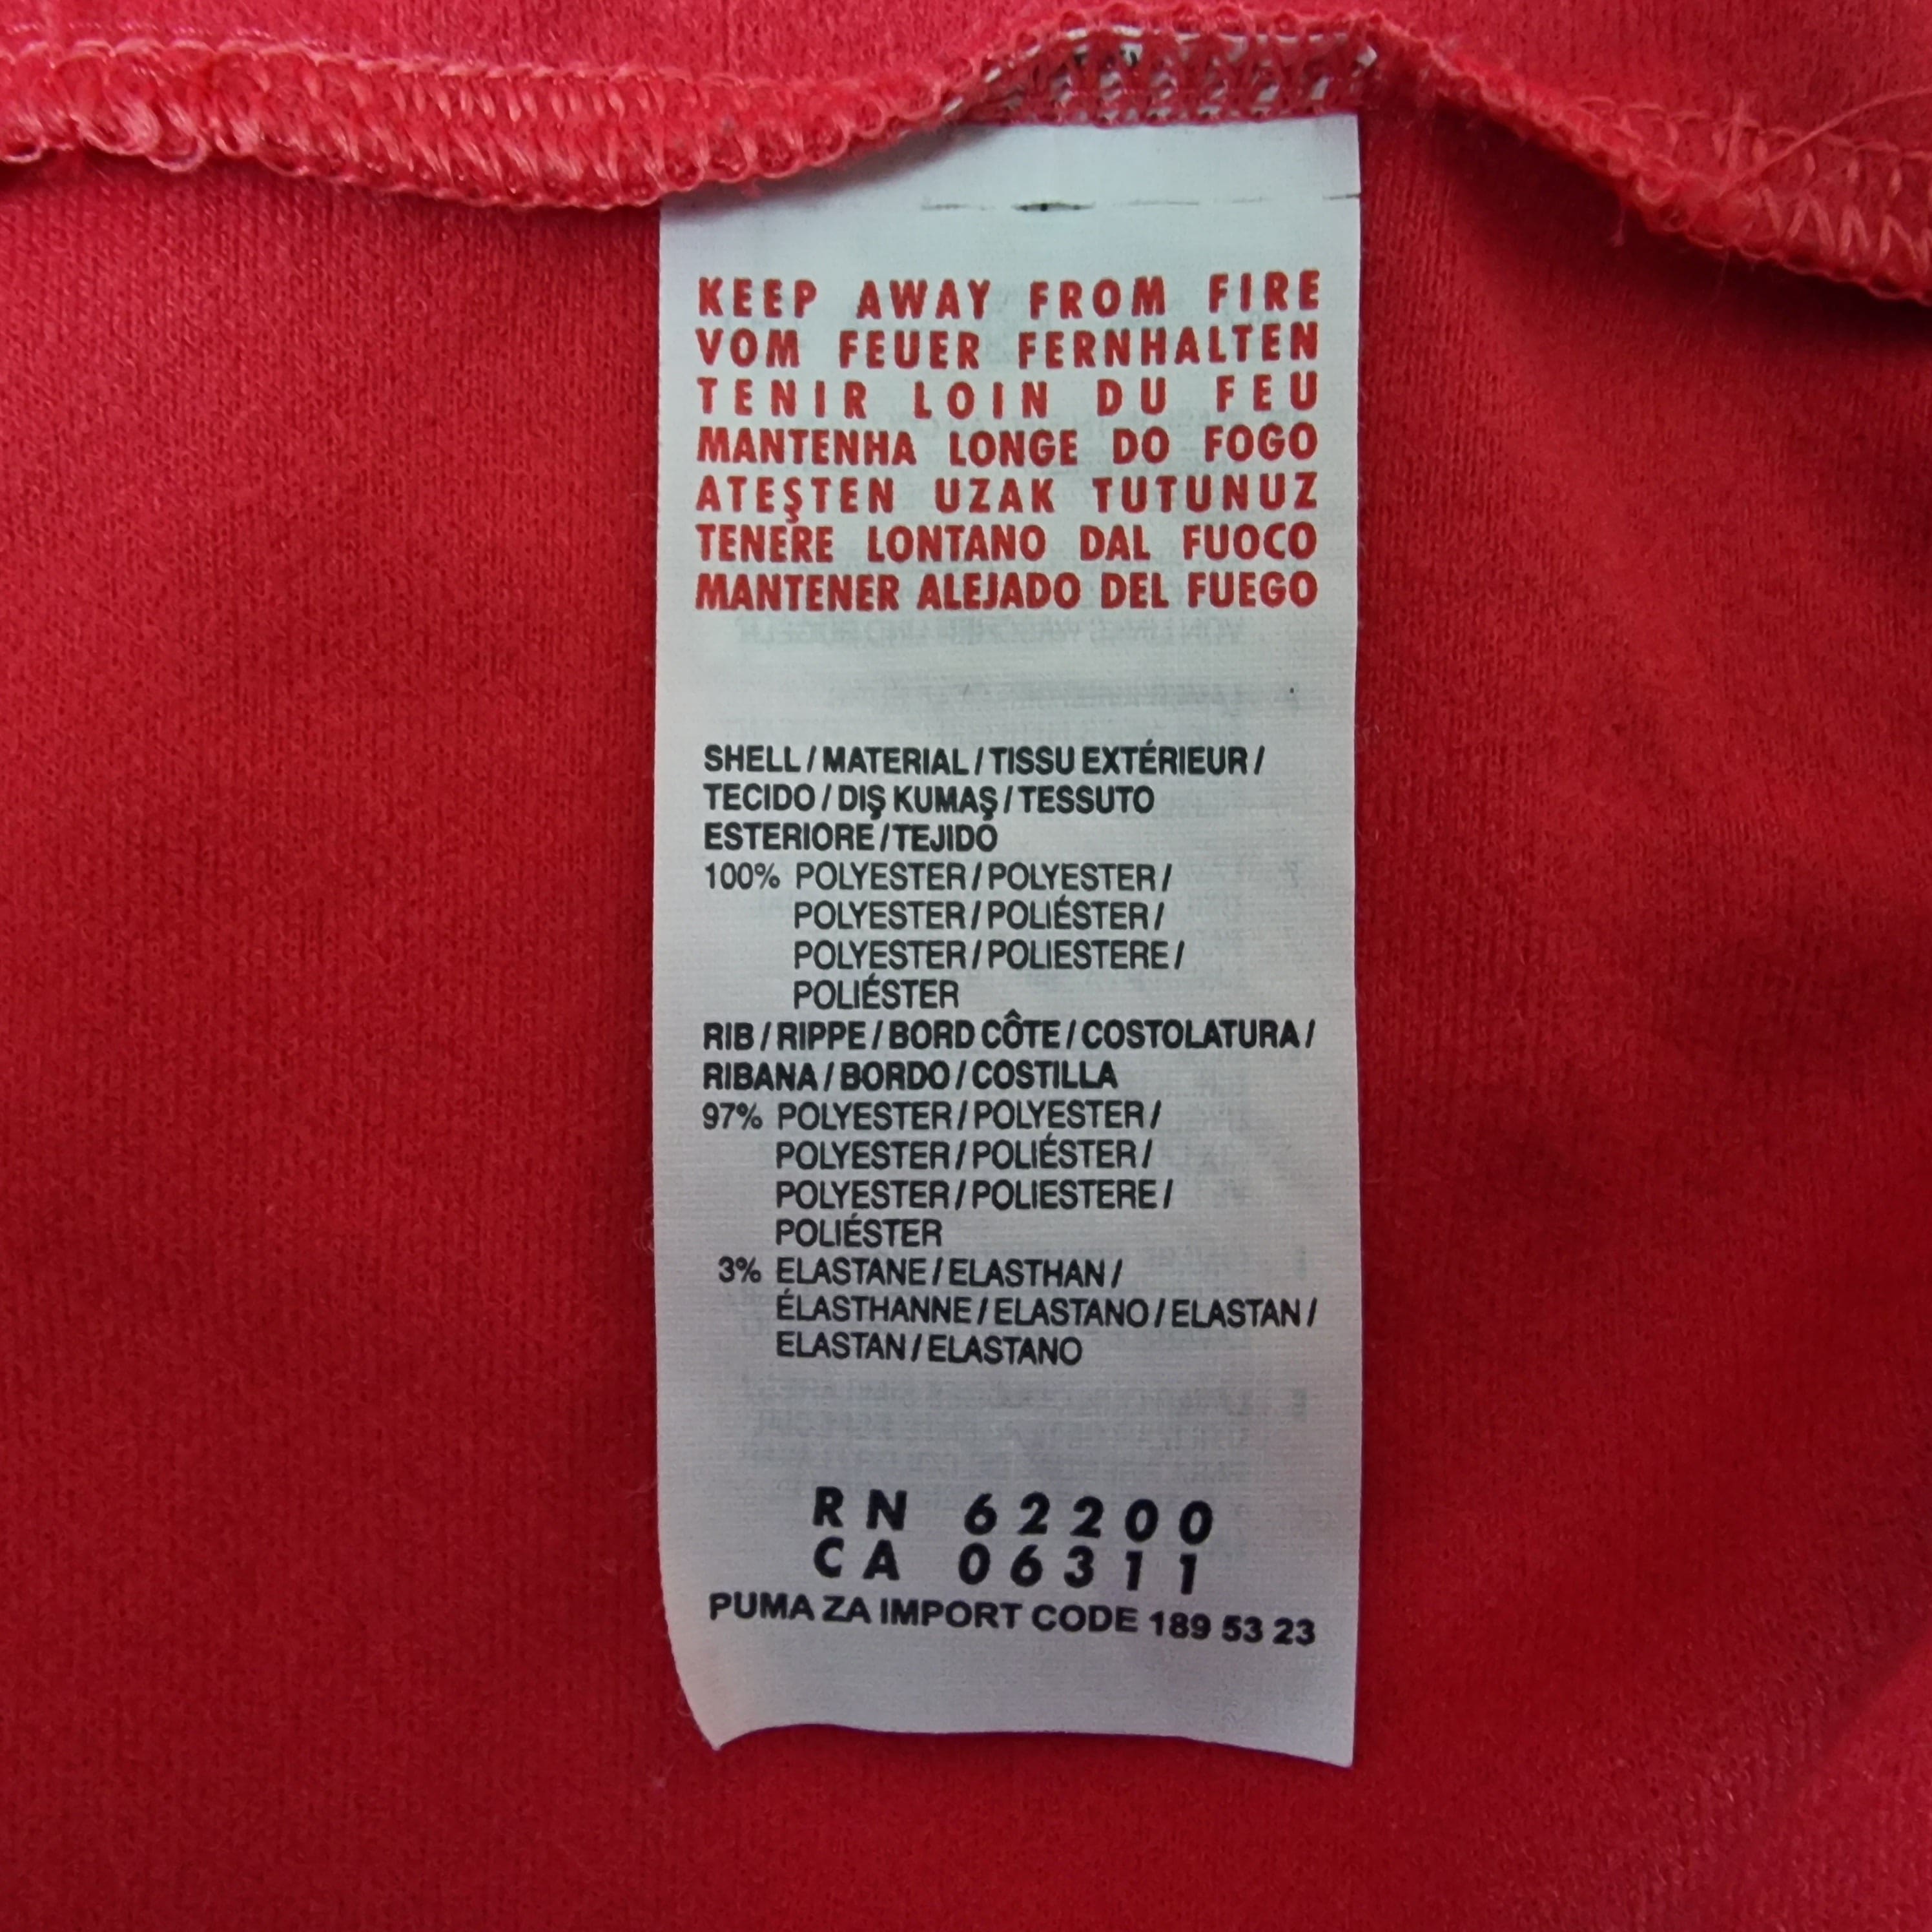 KEEP AWAY FROM FIRE
VOM FEUER FERNHALTEN
TENIR LOIN DU FEU
MANTENHA LONGE DO FOGO
ATEŞTEN UZAK TUTUNUZ
TENERE LONTANO DAL FUOCO
MANTENER ALEJADO DEL FUEGO
SHELL / MATERIAL / TISSU EXTÉRIEUR /
TECIDO / DIŞ KUMAŞ / TESSUTO
ESTERIORE / TEJIDO
100% POLYESTER / POLYESTER /
POLYESTER / POLIÉSTER /
POLYESTER / POLIESTERE /
POLIÉSTER
RIB / RIPPE / BORD CÔTE / COSTOLATURA /
RIBANA / BORDO / COSTILLA
97% POLYESTER / POLYESTER /
POLYESTER / POLIÉSTER /
POLYESTER / POLIESTERE /
POLIÉSTER
3% ELASTANE / ELASTHAN /
ÉLASTHANNE / ELASTANO / ELASTAN /
ELASTAN / ELASTANO
RN 62200
CA 06311
PUMA ZA IMPORT CODE 189 53 23